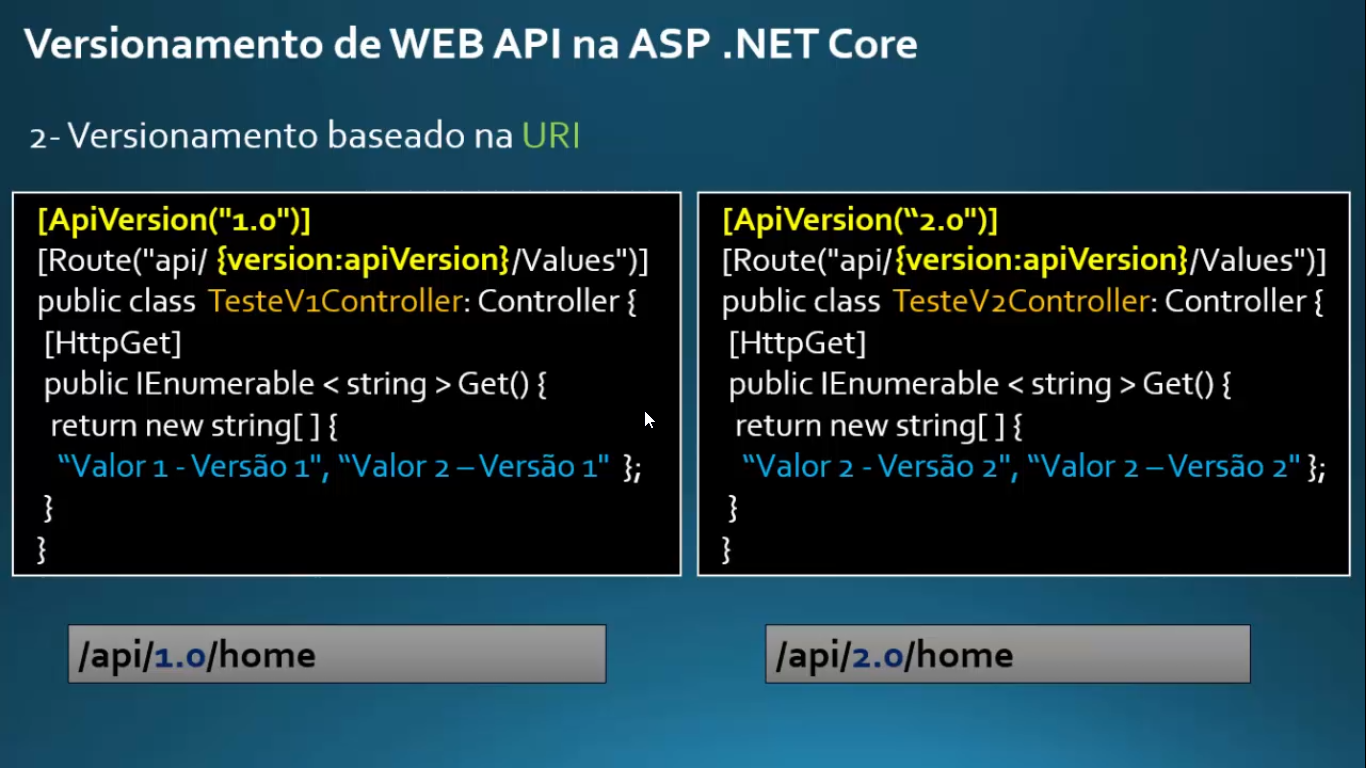 Versionamento de WEB API na ASP .NET Core
2- Versionamento baseado na URI
[ApiVersion("1.0")]
[Route("api/ {version:apiVersion}/Values")]
public class TesteV1Controller: Controller {
[HttpGet]
public IEnumerable < string > Get() {
return new string[ ] {
“Valor 1 - Versão 1", “Valor 2 – Versão 1" };
}
}
[ApiVersion(“2.0")]
[Route("api/{version:apiVersion}/Values")]
public class TesteV2Controller: Controller {
[HttpGet]
public IEnumerable < string > Get() {
return new string[ ] {
“Valor 2 - Versão 2", “Valor 2 – Versão 2" };
}
}
/api/1.0/home
/api/2.0/home